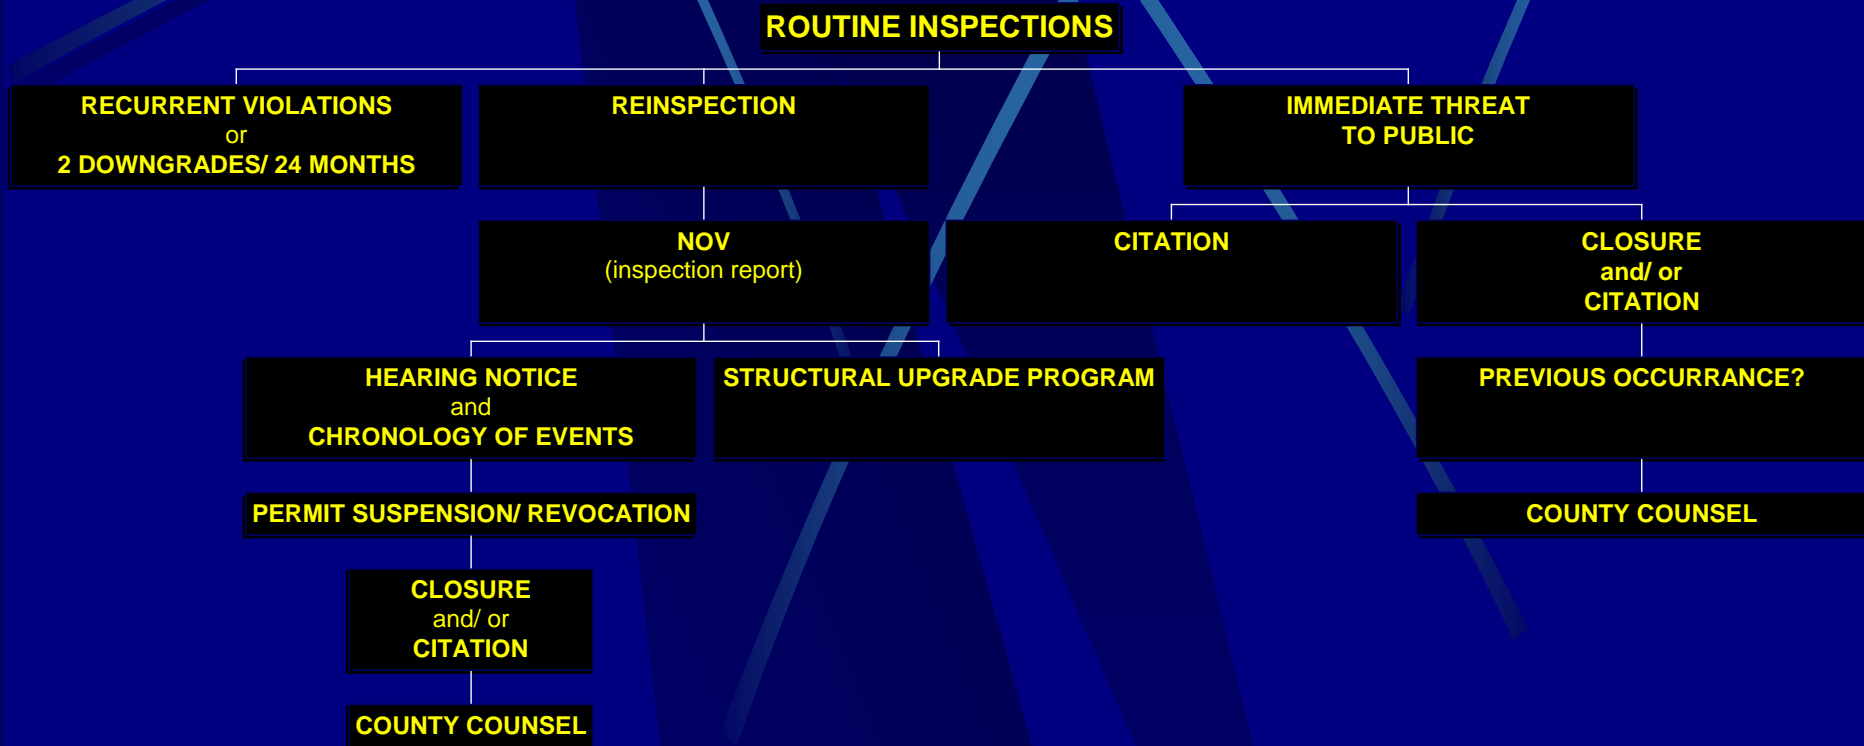 ROUTINE INSPECTIONS
RECURRENT VIOLATIONS
or
2 DOWNGRADES/ 24 MONTHS
REINSPECTION
IMMEDIATE THREAT
TO PUBLIC
NOV
(inspection report)
CITATION
CLOSURE
and/ or
CITATION
HEARING NOTICE
and
CHRONOLOGY OF EVENTS
STRUCTURAL UPGRADE PROGRAM
PREVIOUS OCCURRANCE?
PERMIT SUSPENSION/ REVOCATION
COUNTY COUNSEL
CLOSURE
and/ or
CITATION
COUNTY COUNSEL